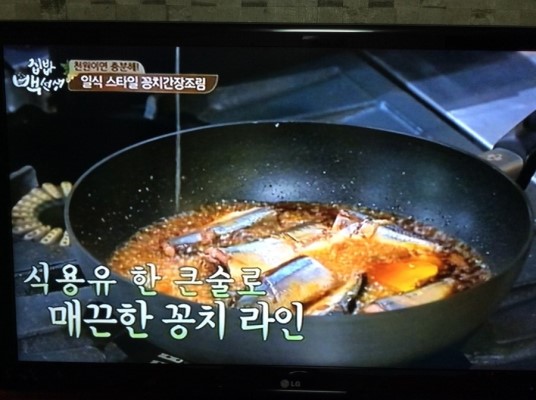 집밥
백선생
천원이면 충분해!
일식 스타일 꽁치간장조림
식용유 한 큰술로
매끈한 꽁치 라인
LG